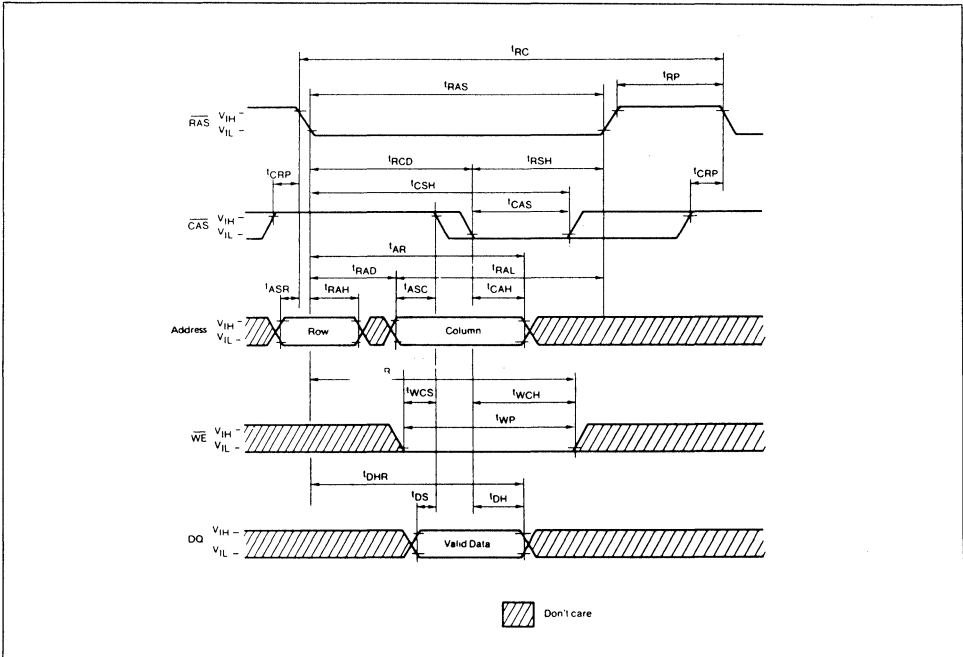 tRC
tRP
tRAS
RAS VIH
VIL
tRCD tRSH
tCRP tCSH tCRP
tCAS
CAS VIH
VIL
tAR
tRAD tRAL
tASR tRAH tASC tCAH
Address VIH
VIL
Row Column
R
tWCS tWCH
tWP
WE VIH
VIL
tDHR
tDS tDH
DQ VIH
VIL
Valid Data
Don't care